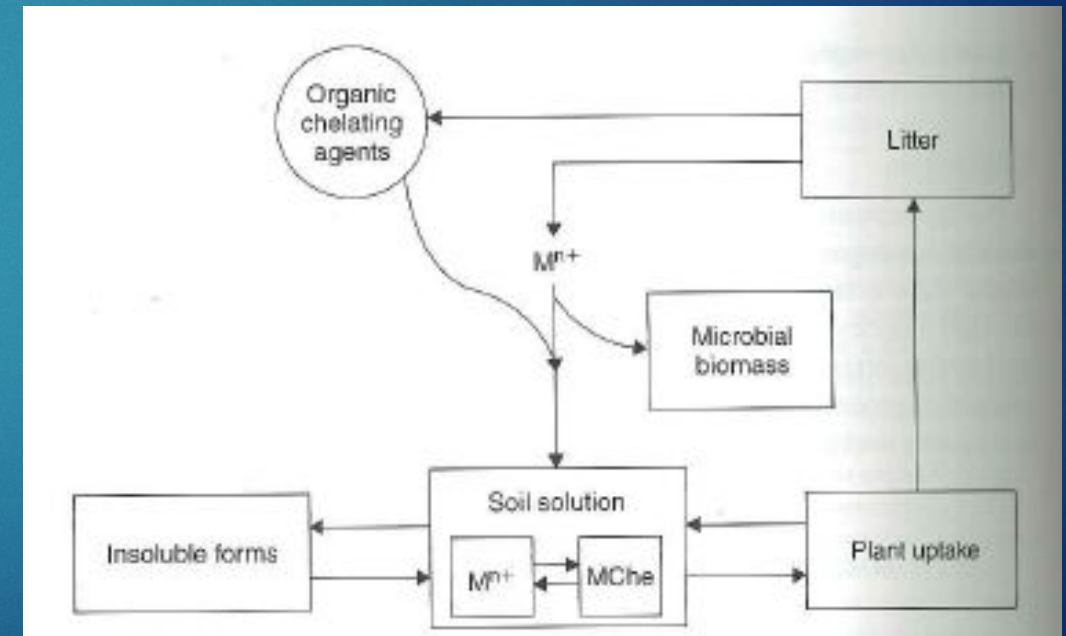 Organic
chelating
agents
Litter
Mⁿ⁺
Microbial
biomass
Soil solution
Insoluble forms
Mⁿ⁺
MChe
Plant uptake